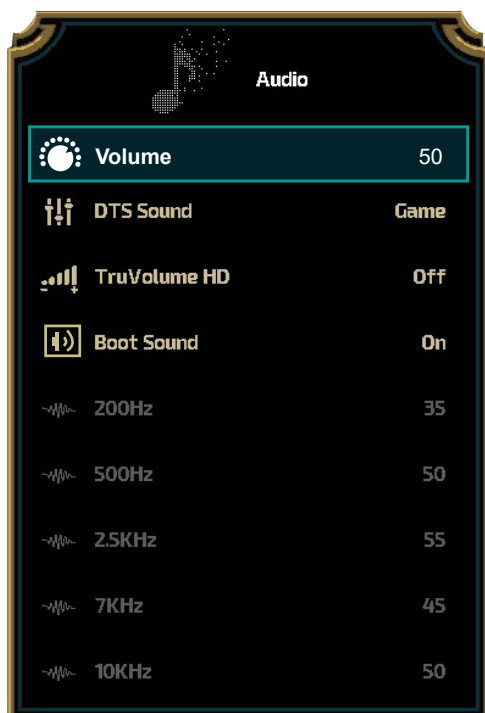 Audio
Volume 50
DTS Sound Game
TruVolume HD Off
Boot Sound On
200Hz 35
500Hz 50
2.5KHz 55
7KHz 45
10KHz 50